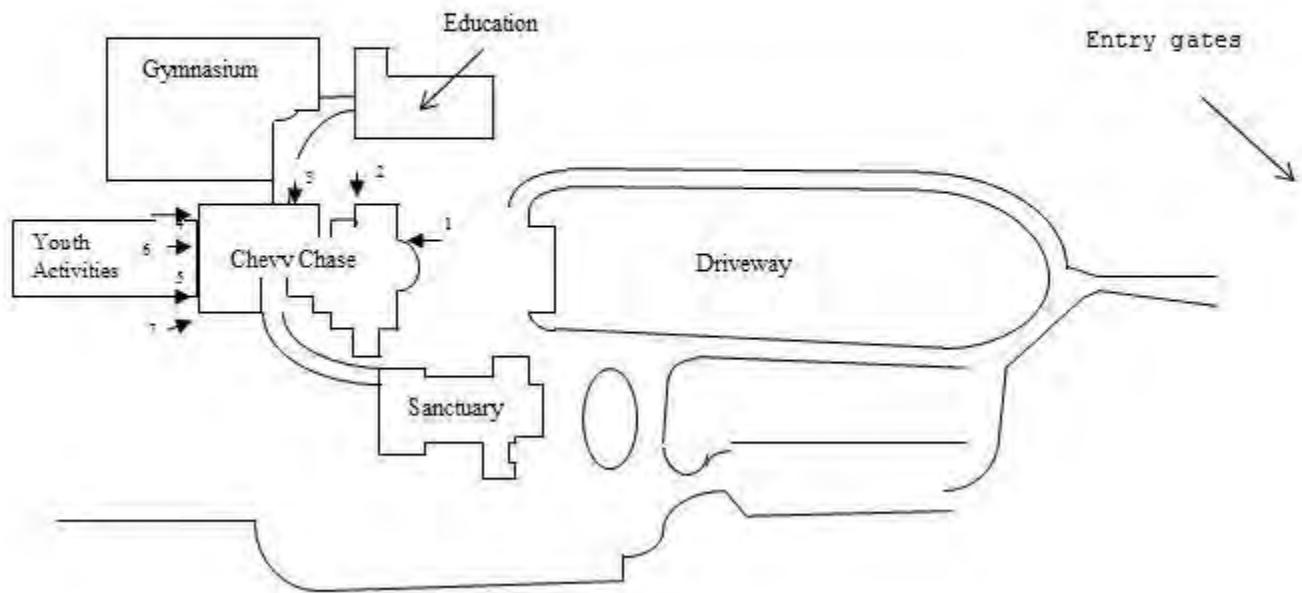 Education
Entry gates
Gymnasium
3
2
1
4
Youth
Activities
6
Chevy Chase
5
Driveway
7
Sanctuary